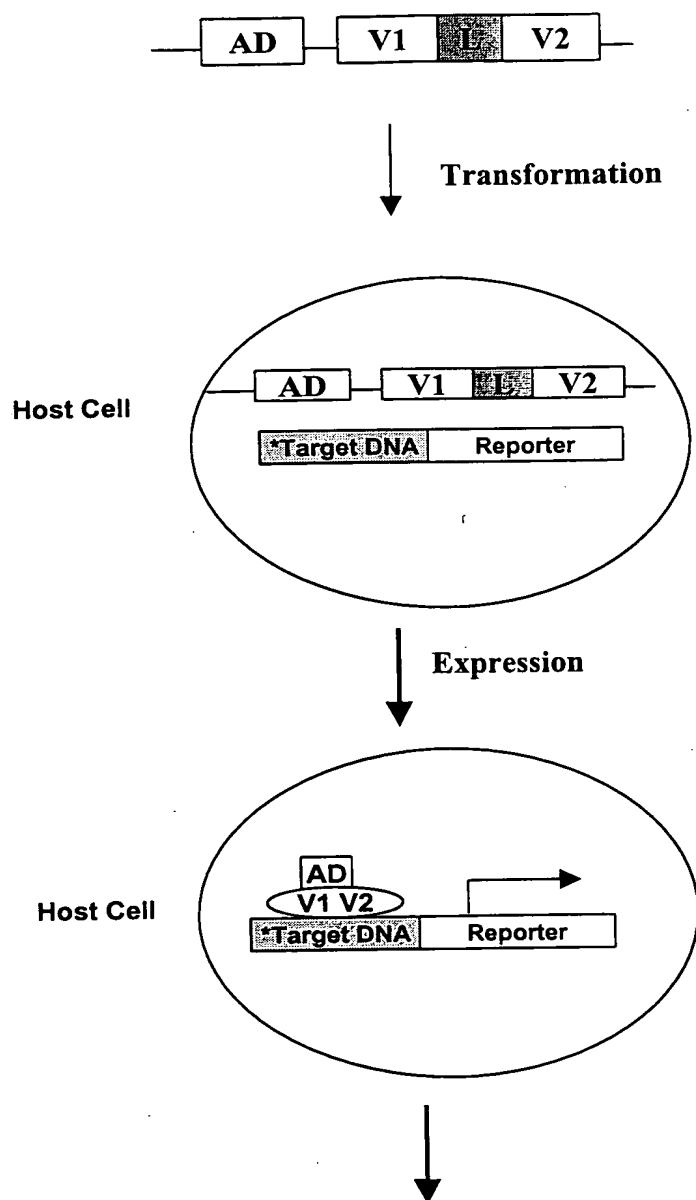 AD V1 L V2
Transformation
AD V1 L V2
Host Cell
*Target DNA Reporter
Expression
AD
Host Cell
V1 V2
*Target DNA Reporter